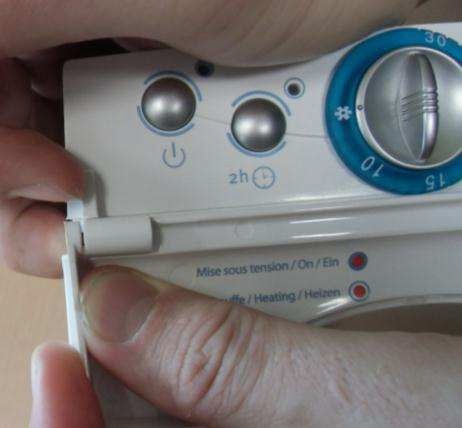 30
2h
10
15
Mise sous tension / On / Ein
/ Heating / Heizen